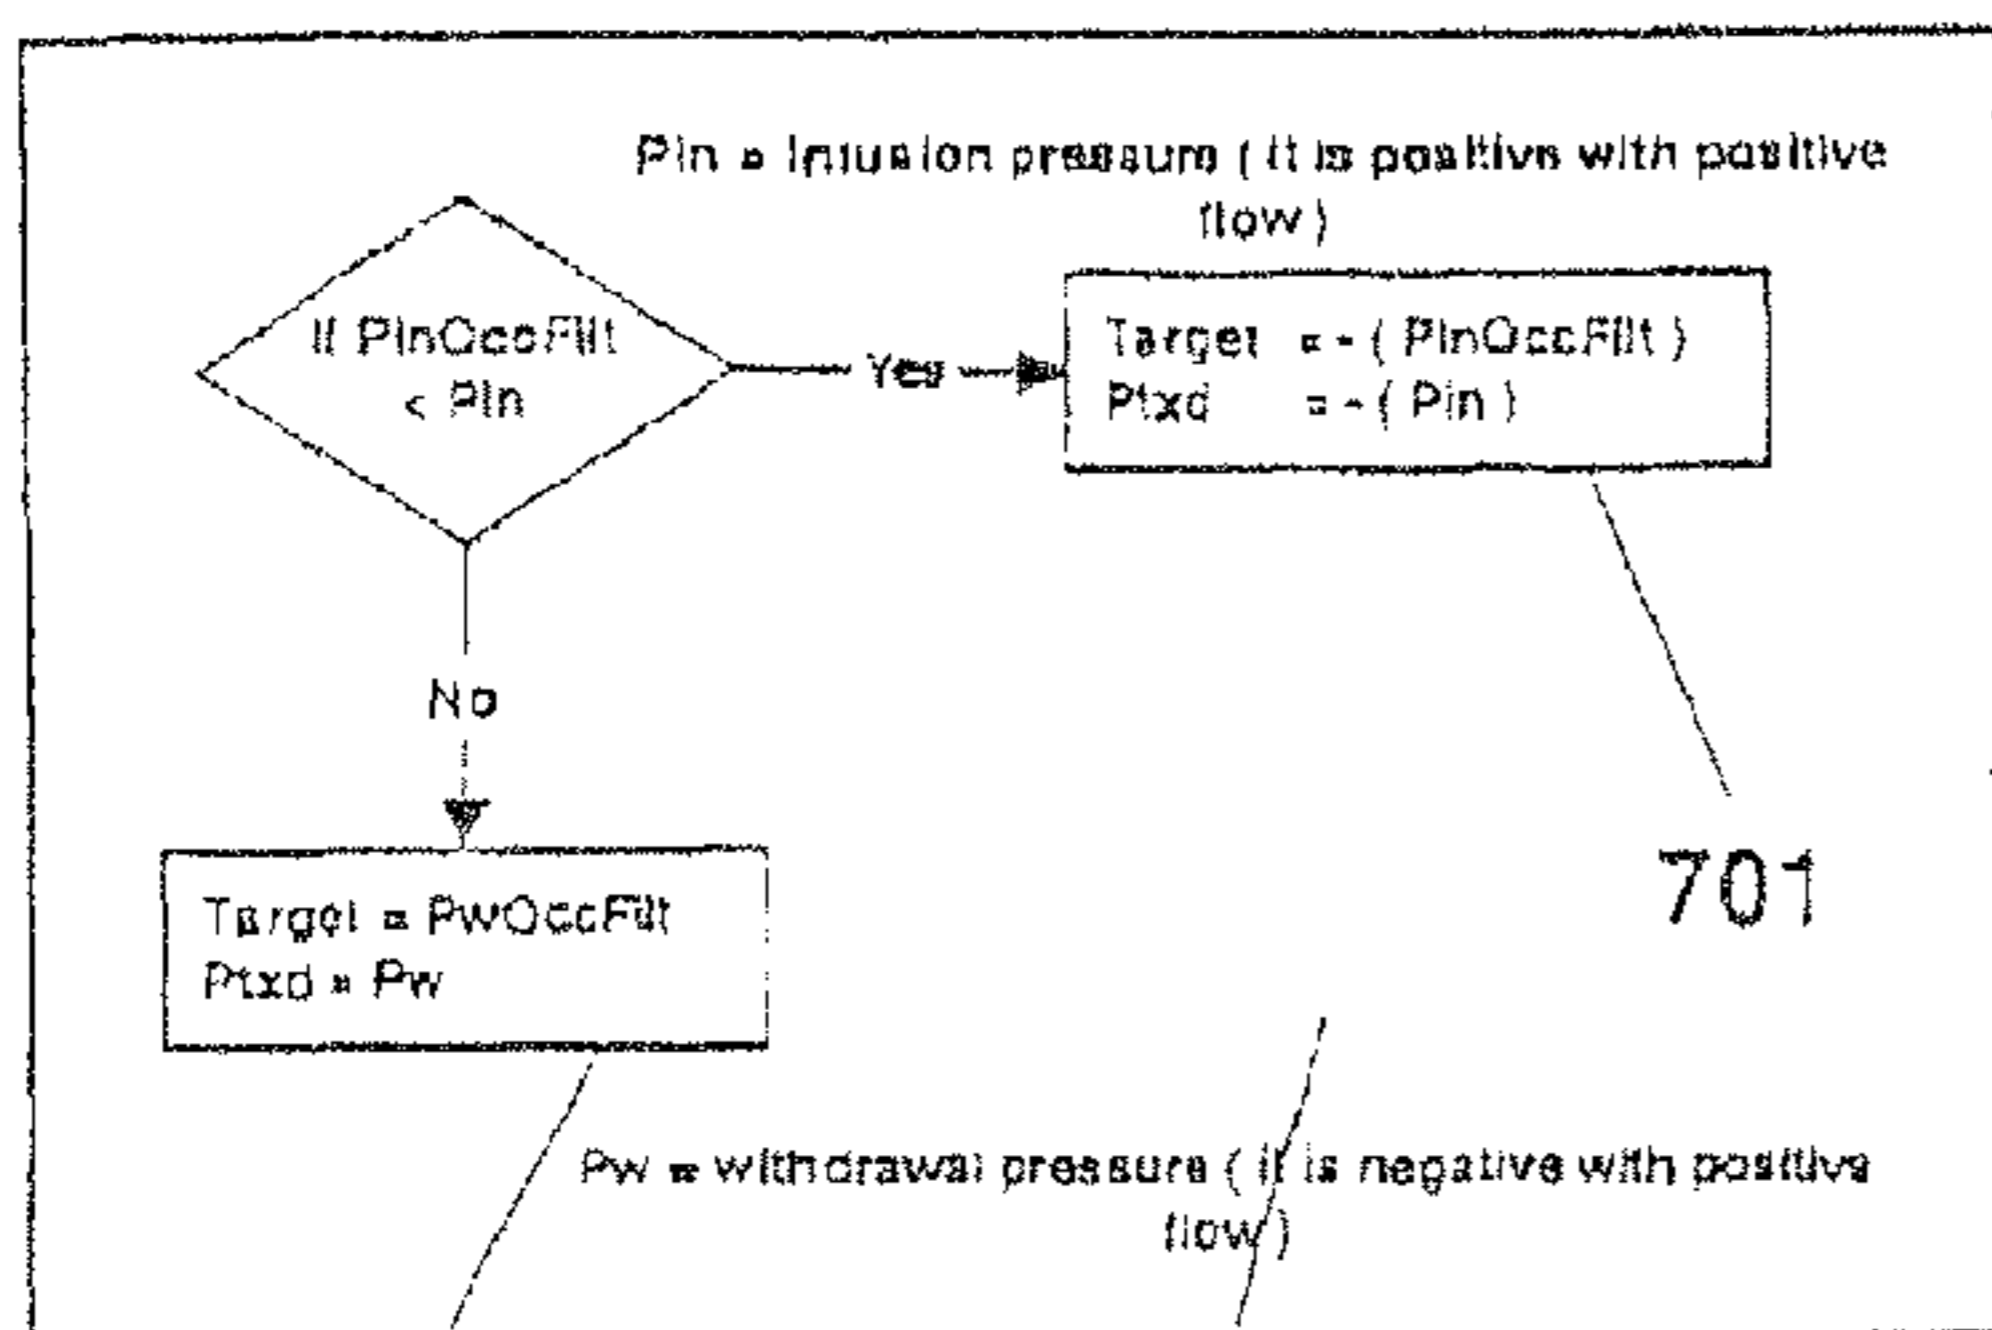 Pin = Infusion pressure ( it is positive with positive
flow )
If PinOccFilt
< Pin
Yes
Target = - ( PinOccFilt )
Ptxd = - ( Pin )
No
Target = PwOccFilt
Ptxd = Pw
701
Pw = withdrawal pressure ( it is negative with positive
flow )